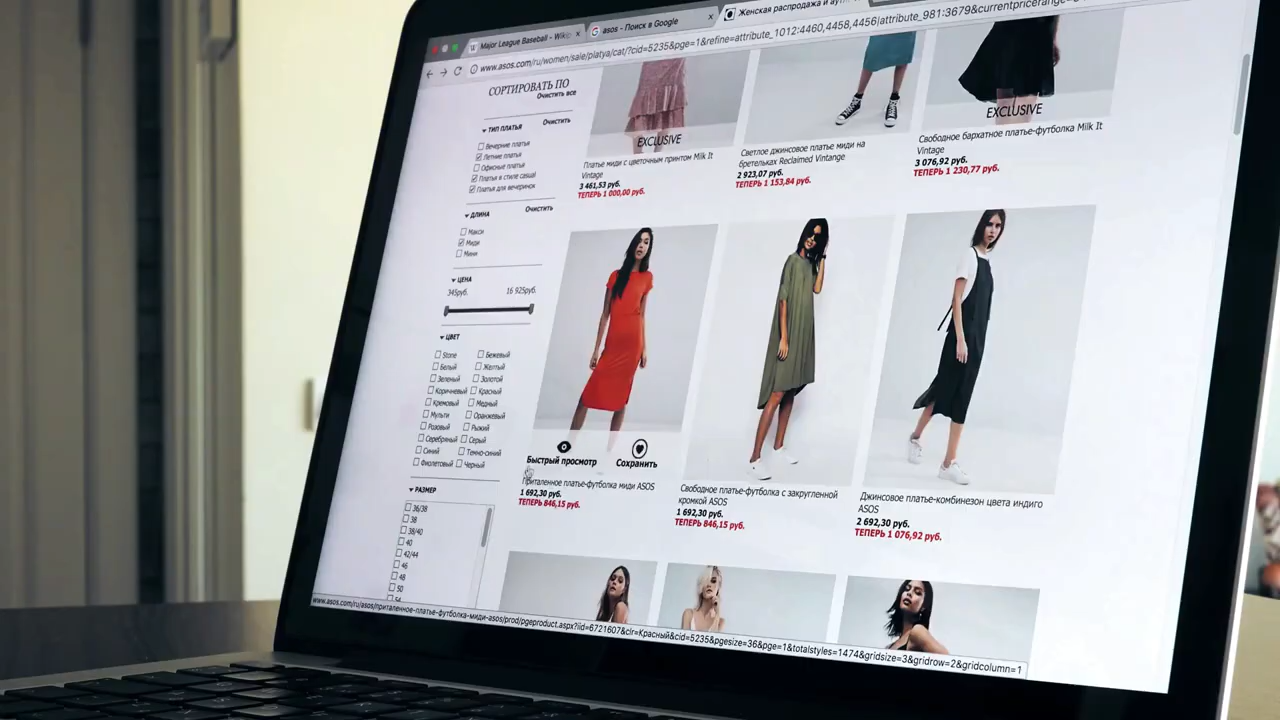 Major League Baseball - Wikip
asos - Поиск в Google
Женская распродажа и аутл
www.asos.com/ru/women/sale/platya/cat/?cid=5235&pge=1&refine=attribute_1012:4460,4458,4456|attribute_981:3679&currentpricerange=
СОРТИРОВАТЬ ПО
Очистить все
ТИП ПЛАТЬЯ
Очистить
Вечерние платья
Летние платья
Офисные платья
Платья в стиле casual
Платья для вечеринок
ДЛИНА
Очистить
Макси
Миди
Мини
ЦЕНА
345руб.
16 925руб.
ЦВЕТ
Stone
Бежевый
Белый
Желтый
Зеленый
Золотой
Коричневый
Красный
Кремовый
Медный
Мульти
Оранжевый
Розовый
Рыжий
Серебряный
Серый
Синий
Темно-синий
Фиолетовый
Черный
РАЗМЕР
36/38
38
38/40
40
42/44
46
48
50
EXCLUSIVE
Платье миди с цветочным принтом Milk It
Vintage
3 461,53 руб.
ТЕПЕРЬ 1 000,00 руб.
Светлое джинсовое платье миди на
бретельках Reclaimed Vintange
2 923,07 руб.
ТЕПЕРЬ 1 153,84 руб.
EXCLUSIVE
Свободное бархатное платье-футболка Milk It
Vintage
3 076,92 руб.
ТЕПЕРЬ 1 230,77 руб.
Быстрый просмотр
Сохранить
Приталенное платье-футболка миди ASOS
1 692,30 руб.
ТЕПЕРЬ 846,15 руб.
Свободное платье-футболка с закругленной
кромкой ASOS
1 692,30 руб.
ТЕПЕРЬ 846,15 руб.
Джинсовое платье-комбинезон цвета индиго
ASOS
2 692,30 руб.
ТЕПЕРЬ 1 076,92 руб.
www.asos.com/ru/asos/приталенное-платье-футболка-миди-asos/prod/pgeproduct.aspx?iid=6721607&clr=Красный&cid=5235&pgesize=36&pge=1&totalstyles=1474&gridsize=3&gridrow=2&gridcolumn=1